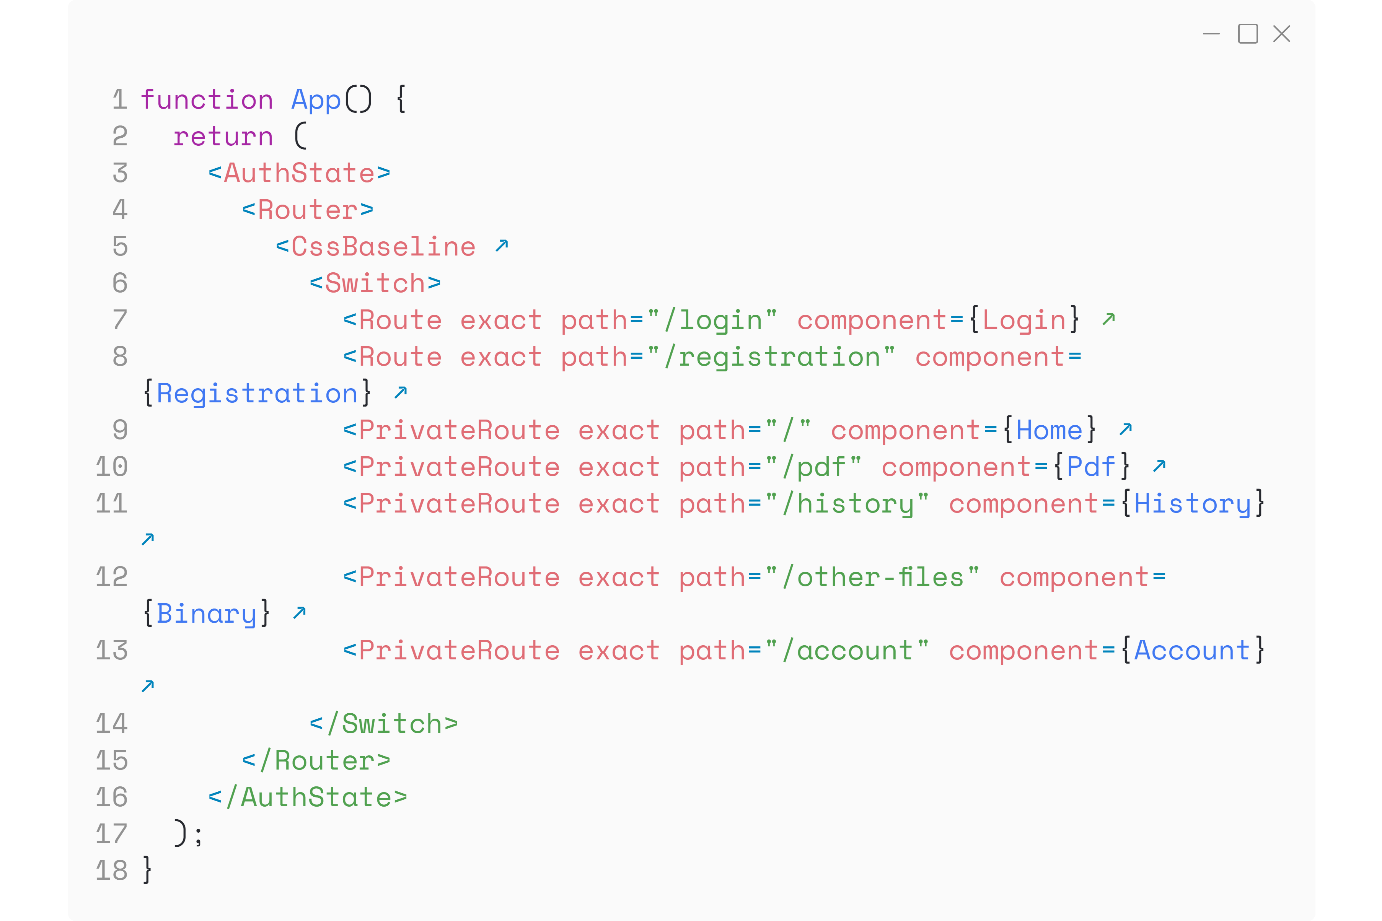 1 function App() {
2   return (
3     <AuthState>
4       <Router>
5         <CssBaseline ↗
6           <Switch>
7             <Route exact path="/login" component={Login} ↗
8             <Route exact path="/registration" component=
{Registration} ↗
9             <PrivateRoute exact path="/" component={Home} ↗
10             <PrivateRoute exact path="/pdf" component={Pdf} ↗
11             <PrivateRoute exact path="/history" component={History}
↗
12             <PrivateRoute exact path="/other-files" component=
{Binary} ↗
13             <PrivateRoute exact path="/account" component={Account}
↗
14           </Switch>
15       </Router>
16     </AuthState>
17   );
18 }